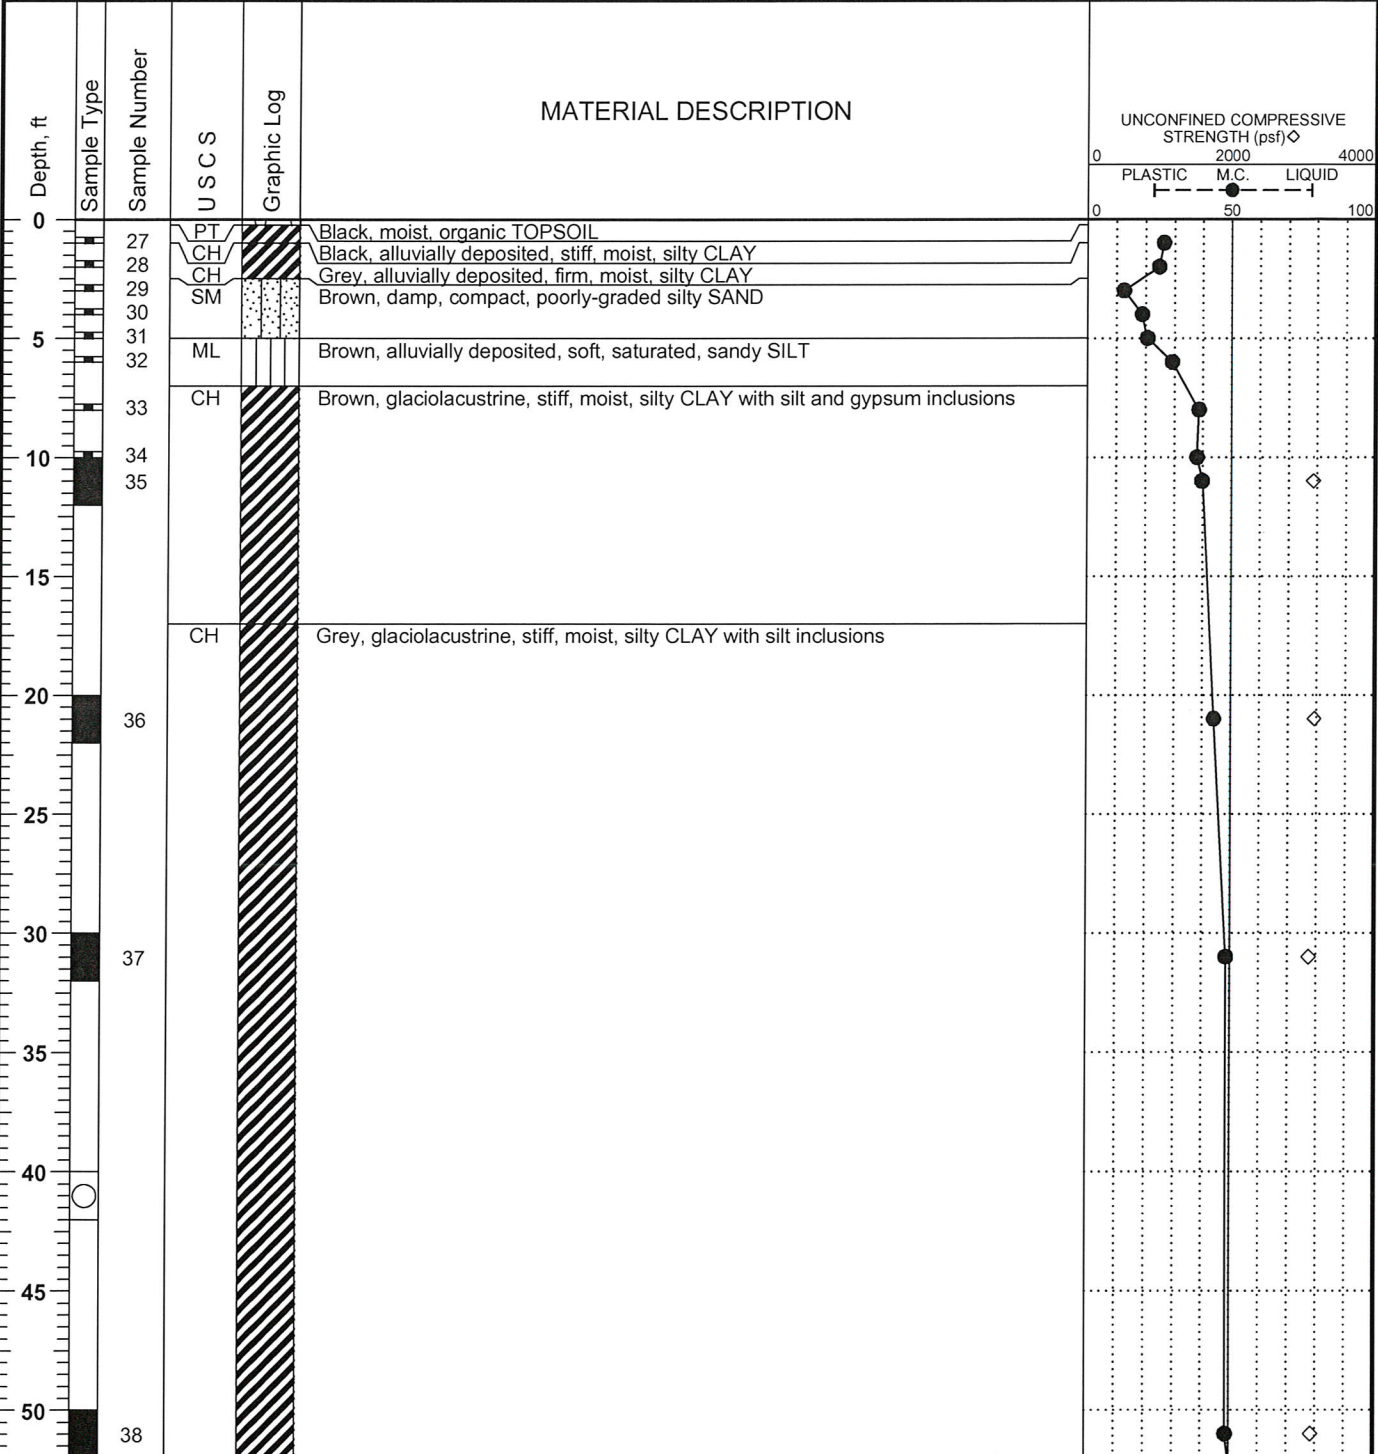 Depth, ft
Sample Type
Sample Number
U S C S
Graphic Log
MATERIAL DESCRIPTION
UNCONFINED COMPRESSIVE
STRENGTH (psf)◇
0 2000 4000
PLASTIC M.C. LIQUID
0 50 100
0
PT Black, moist, organic TOPSOIL
27
CH Black, alluvially deposited, stiff, moist, silty CLAY
28
CH Grey, alluvially deposited, firm, moist, silty CLAY
29
SM Brown, damp, compact, poorly-graded silty SAND
30
31
5
ML Brown, alluvially deposited, soft, saturated, sandy SILT
32
CH Brown, glaciolacustrine, stiff, moist, silty CLAY with silt and gypsum inclusions
33
34
10
35
15
CH Grey, glaciolacustrine, stiff, moist, silty CLAY with silt inclusions
20
36
25
30
37
35
40
45
50
38